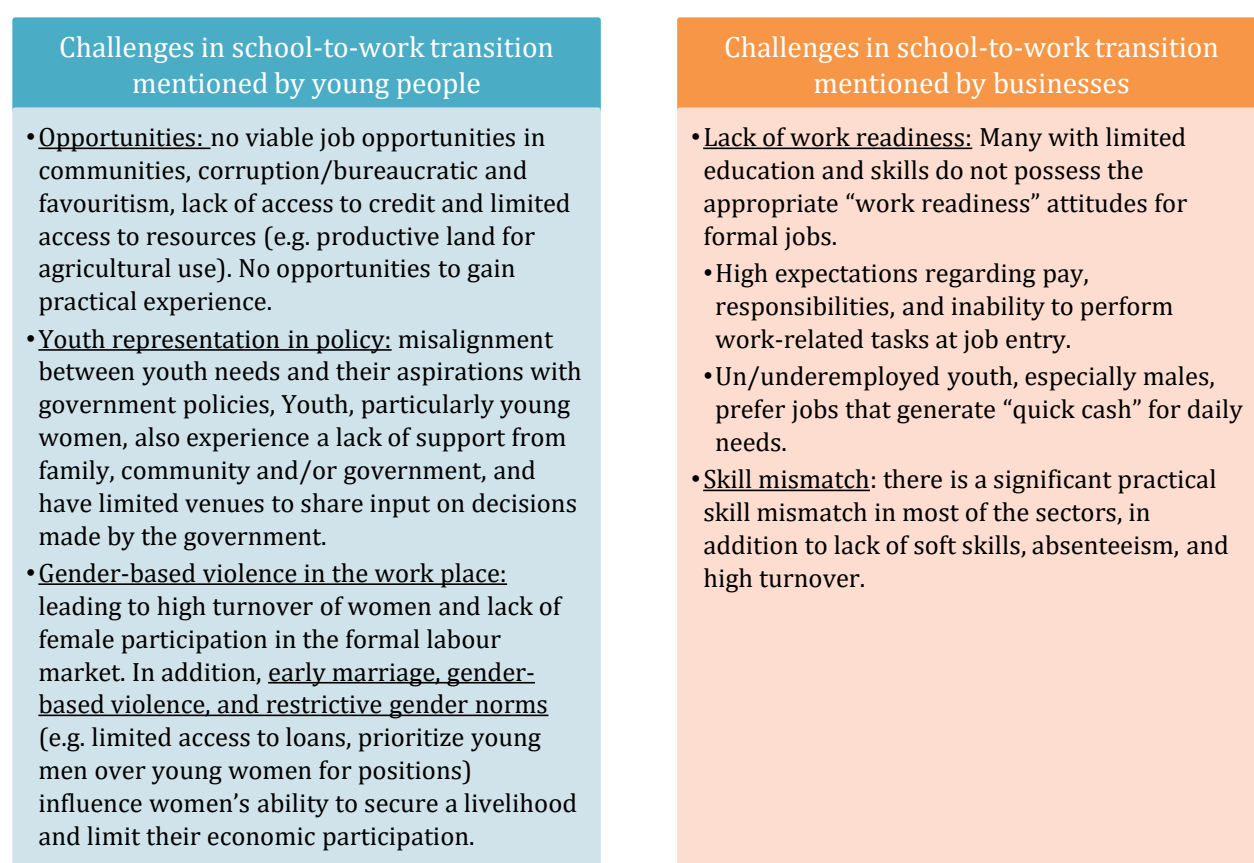 Challenges in school-to-work transition
mentioned by young people
•Opportunities: no viable job opportunities in
communities, corruption/bureaucratic and
favouritism, lack of access to credit and limited
access to resources (e.g. productive land for
agricultural use). No opportunities to gain
practical experience.
•Youth representation in policy: misalignment
between youth needs and their aspirations with
government policies, Youth, particularly young
women, also experience a lack of support from
family, community and/or government, and
have limited venues to share input on decisions
made by the government.
•Gender-based violence in the work place:
leading to high turnover of women and lack of
female participation in the formal labour
market. In addition, early marriage, gender-
based violence, and restrictive gender norms
(e.g. limited access to loans, prioritize young
men over young women for positions)
influence women’s ability to secure a livelihood
and limit their economic participation.
Challenges in school-to-work transition
mentioned by businesses
•Lack of work readiness: Many with limited
education and skills do not possess the
appropriate “work readiness” attitudes for
formal jobs.
•High expectations regarding pay,
responsibilities, and inability to perform
work-related tasks at job entry.
•Un/underemployed youth, especially males,
prefer jobs that generate “quick cash” for daily
needs.
•Skill mismatch: there is a significant practical
skill mismatch in most of the sectors, in
addition to lack of soft skills, absenteeism, and
high turnover.